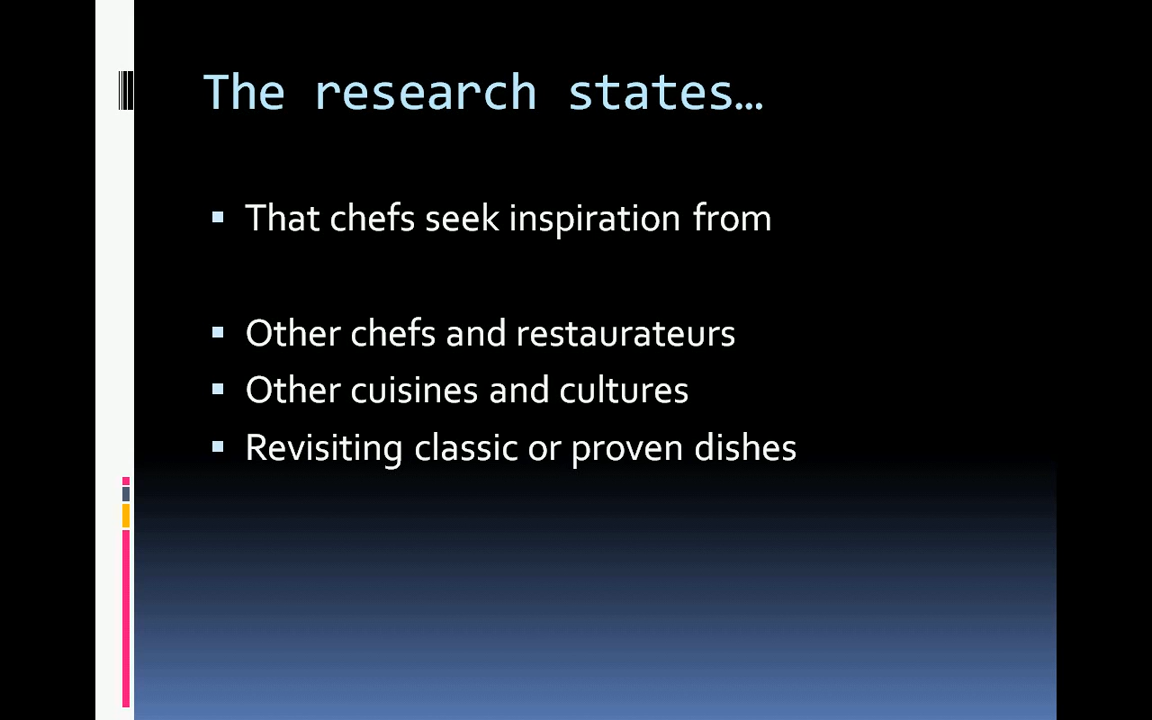 The research states…
That chefs seek inspiration from
Other chefs and restaurateurs
Other cuisines and cultures
Revisiting classic or proven dishes